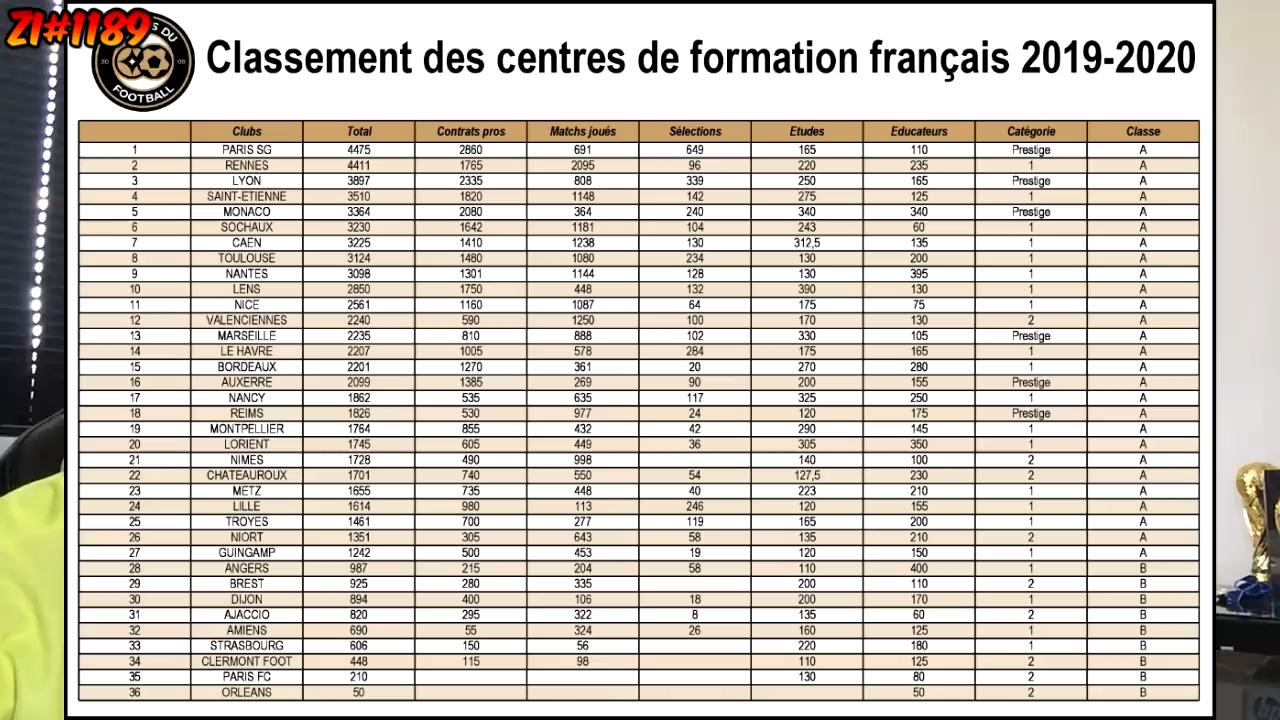 ZI#1189
S DU
20 09
FOOTBALL
Classement des centres de formation français 2019-2020
Clubs Total Contrats pros Matchs joués Sélections Etudes Educateurs Catégorie Classe
1 PARIS SG 4475 2860 691 649 165 110 Prestige A
2 RENNES 4411 1765 2095 96 220 235 1 A
3 LYON 3897 2335 808 339 250 165 Prestige A
4 SAINT-ETIENNE 3510 1820 1148 142 275 125 1 A
5 MONACO 3364 2080 364 240 340 340 Prestige A
6 SOCHAUX 3230 1642 1181 104 243 60 1 A
7 CAEN 3225 1410 1238 130 312,5 135 1 A
8 TOULOUSE 3124 1480 1080 234 130 200 1 A
9 NANTES 3098 1301 1144 128 130 395 1 A
10 LENS 2850 1750 448 132 390 130 1 A
11 NICE 2561 1160 1087 64 175 75 1 A
12 VALENCIENNES 2240 590 1250 100 170 130 2 A
13 MARSEILLE 2235 810 888 102 330 105 Prestige A
14 LE HAVRE 2207 1005 578 284 175 165 1 A
15 BORDEAUX 2201 1270 361 20 270 280 1 A
16 AUXERRE 2099 1385 269 90 200 155 Prestige A
17 NANCY 1862 535 635 117 325 250 1 A
18 REIMS 1826 530 977 24 120 175 Prestige A
19 MONTPELLIER 1764 855 432 42 290 145 1 A
20 LORIENT 1745 605 449 36 305 350 1 A
21 NIMES 1728 490 998 140 100 2 A
22 CHATEAUROUX 1701 740 550 54 127,5 230 2 A
23 METZ 1655 735 448 40 223 210 1 A
24 LILLE 1614 980 113 246 120 155 1 A
25 TROYES 1461 700 277 119 165 200 1 A
26 NIORT 1351 305 643 58 135 210 2 A
27 GUINGAMP 1242 500 453 19 120 150 1 A
28 ANGERS 987 215 204 58 110 400 1 B
29 BREST 925 280 335 200 110 2 B
30 DIJON 894 400 106 18 200 170 1 B
31 AJACCIO 820 295 322 8 135 60 2 B
32 AMIENS 690 55 324 26 160 125 1 B
33 STRASBOURG 606 150 56 220 180 1 B
34 CLERMONT FOOT 448 115 98 110 125 2 B
35 PARIS FC 210 130 80 2 B
36 ORLEANS 50 50 2 B